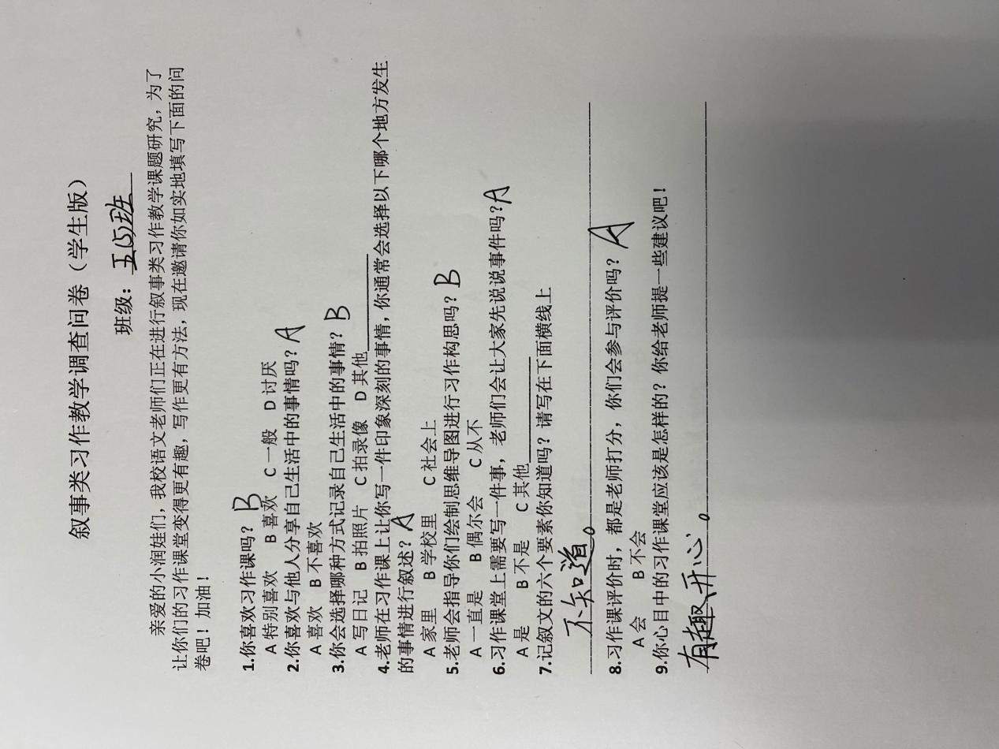 叙事类习作教学调查问卷（学生版）
班级：五(5)班
亲爱的小润娃们，我校语文老师们正在进行叙事类习作教学课题研究，为了
让你们的习作课堂变得更有趣，写作更有方法，现在邀请你如实地填写下面的问
卷吧！加油！
1.你喜欢习作课吗？B
A 特别喜欢 B 喜欢 C 一般 D 讨厌
2.你喜欢与他人分享自己生活中的事情吗？A
A 喜欢 B 不喜欢
3.你会选择哪种方式记录自己生活中的事情？B
A 写日记 B 拍照片 C 拍录像 D 其他
4.老师在习作课上让你写一件印象深刻的事情，你通常会选择以下哪个地方发生
的事情进行叙述？A
A 家里 B 学校里 C 社会上
5.老师会指导你们绘制思维导图进行习作构思吗？B
A 一直是 B 偶尔会 C 从不
6.习作课堂上需要写一件事，老师们会让大家先说说事件吗？A
A 是 B 不是 C 其他
7.记叙文的六个要素你知道吗？请写在下面横线上
不知道。
8.习作课评价时，都是老师打分，你们会参与评价吗？A
A 会 B 不会
9.你心目中的习作课堂应该是怎样的？你给老师提一些建议吧！
有趣、开心。